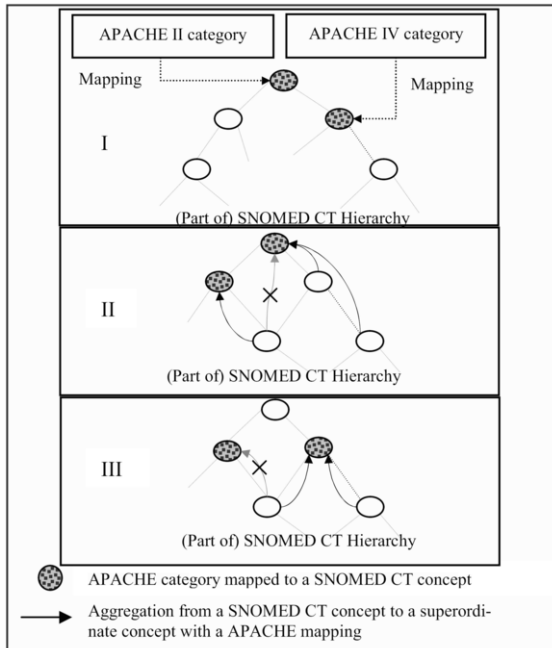 APACHE II category
APACHE IV category
Mapping
Mapping
I
(Part of) SNOMED CT Hierarchy
II
(Part of) SNOMED CT Hierarchy
III
(Part of) SNOMED CT Hierarchy
APACHE category mapped to a SNOMED CT concept
Aggregation from a SNOMED CT concept to a superordi-
nate concept with a APACHE mapping